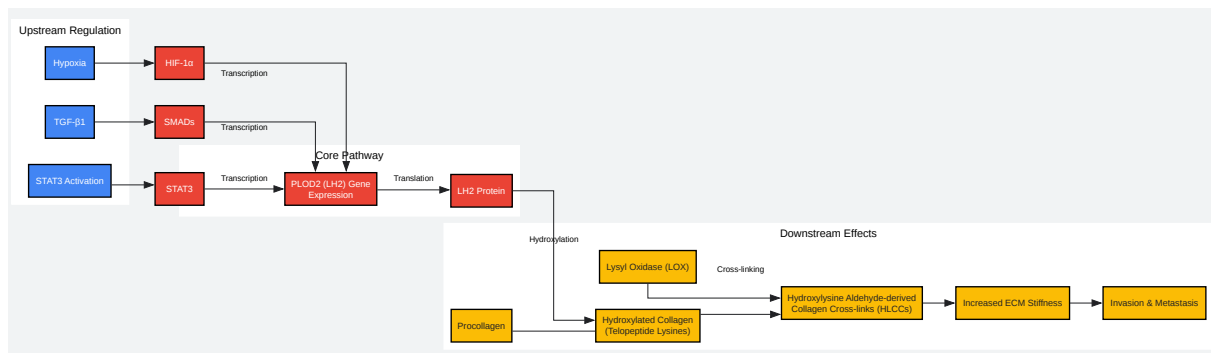 Upstream Regulation
Hypoxia
HIF-1α
Transcription
TGF-β1
SMADs
Transcription
Core Pathway
STAT3 Activation
STAT3
Transcription
PLOD2 (LH2) Gene
Expression
Translation
LH2 Protein
Downstream Effects
Hydroxylation
Lysyl Oxidase (LOX)
Cross-linking
Hydroxylysine Aldehyde-derived
Collagen Cross-links (HLCCs)
Increased ECM Stiffness
Invasion & Metastasis
Procollagen
Hydroxylated Collagen
(Telopeptide Lysines)